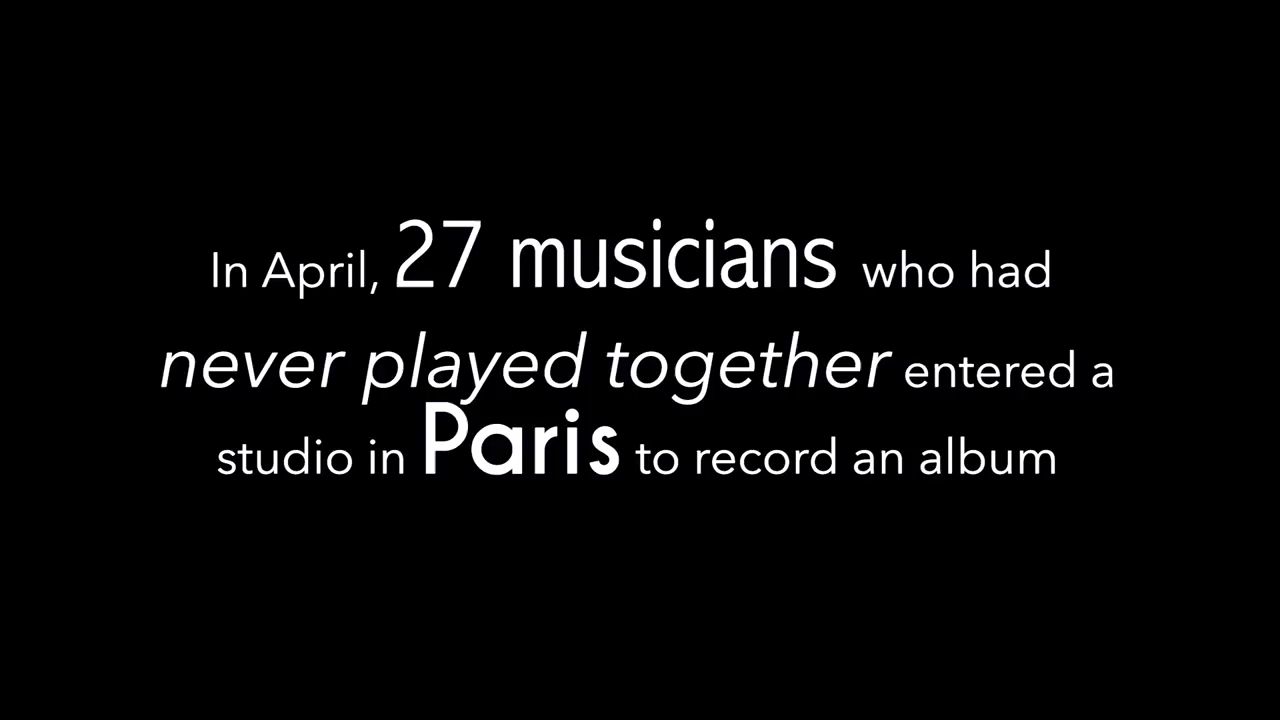 In April, 27 musicians who had
never played together entered a
studio in Paris to record an album